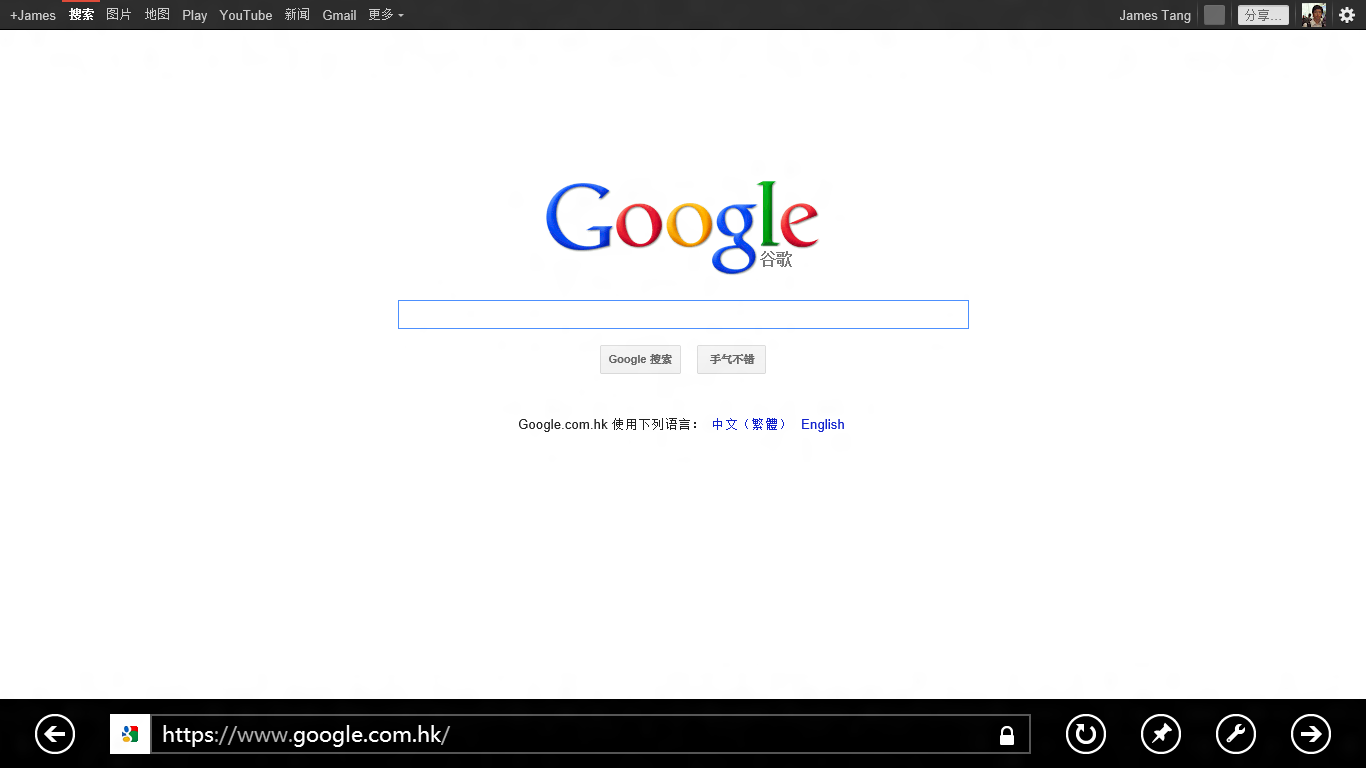 +James 搜索 图片 地图 Play YouTube 新闻 Gmail 更多 James Tang 分享...
Google
谷歌
Google 搜索 手气不错
Google.com.hk 使用下列语言： 中文（繁體） English
https://www.google.com.hk/